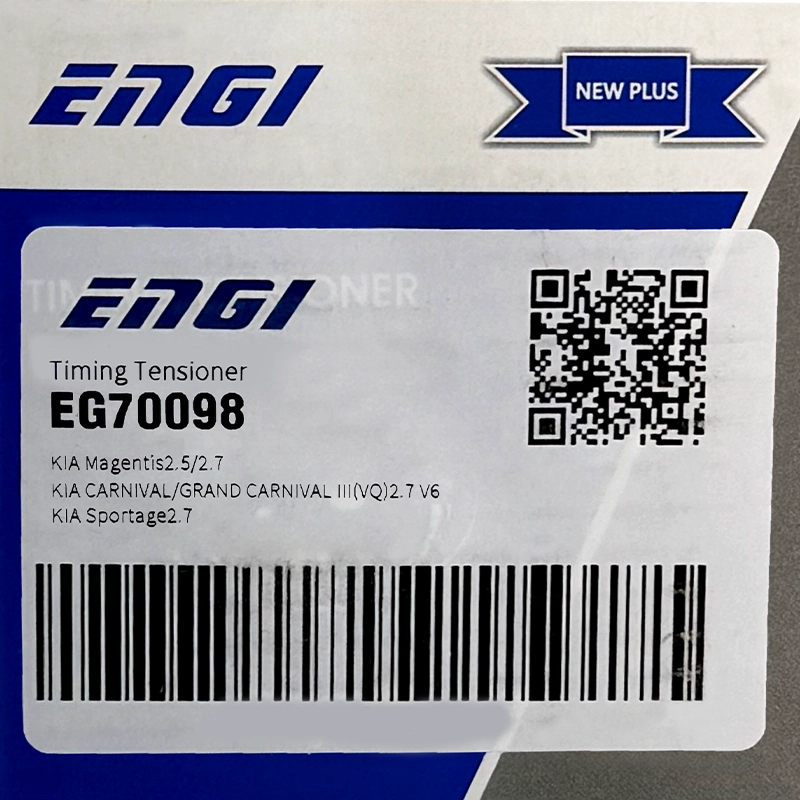 ENGI
NEW PLUS
ENGI
Timing Tensioner
EG70098
KIA Magentis2.5/2.7
KIA CARNIVAL/GRAND CARNIVAL III(VQ)2.7 V6
KIA Sportage2.7